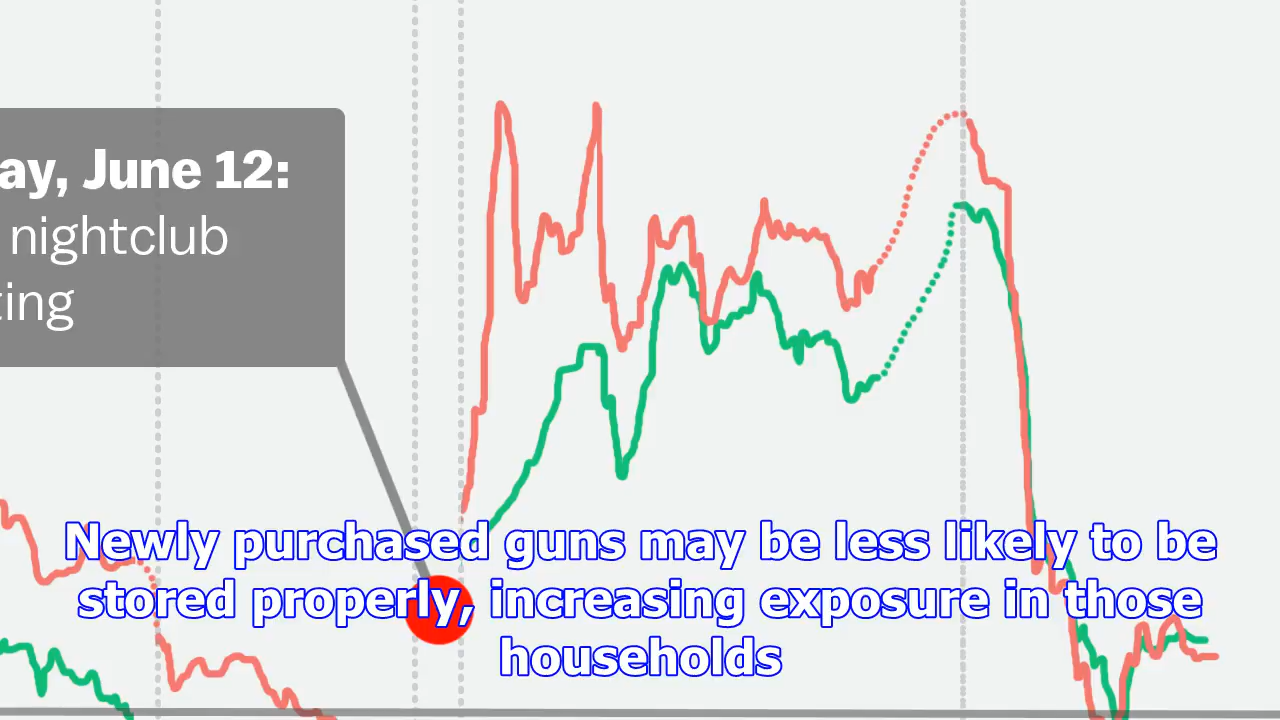 ay, June 12:
nightclub
ting
Newly purchased guns may be less likely to be
stored properly, increasing exposure in those
households